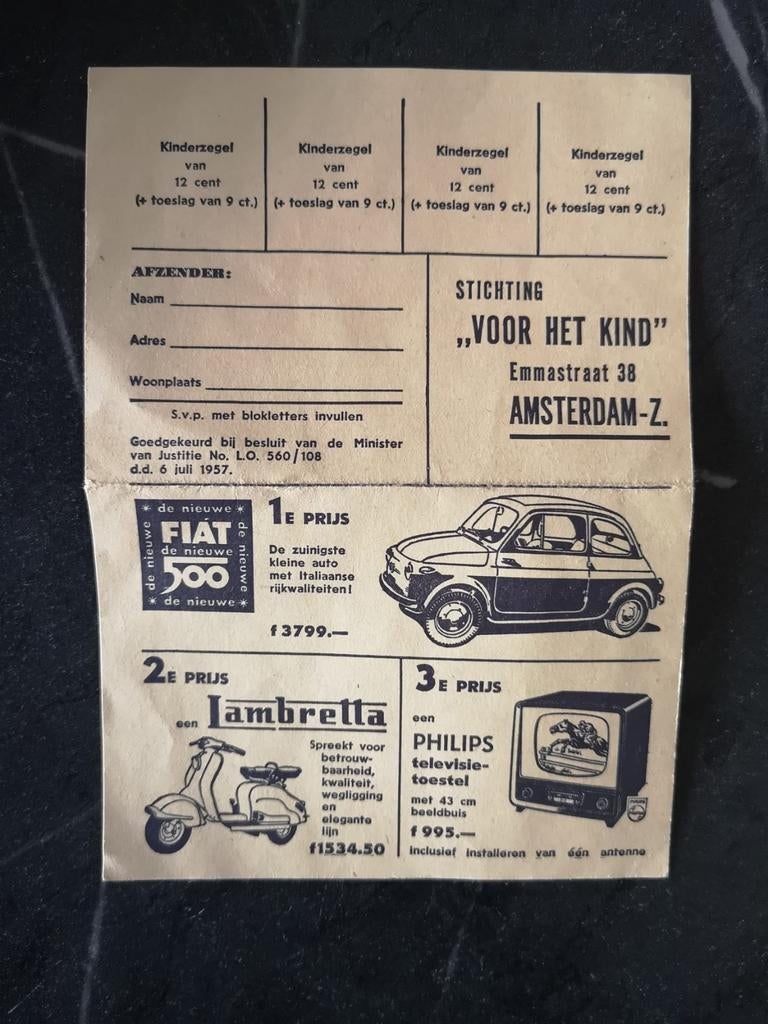 Kinderzegel
van
12 cent
(+ toeslag van 9 ct.)
Kinderzegel
van
12 cent
(+ toeslag van 9 ct.)
Kinderzegel
van
12 cent
(+ toeslag van 9 ct.)
Kinderzegel
van
12 cent
(+ toeslag van 9 ct.)
AFZENDER:
Naam
Adres
Woonplaats
S.v.p. met blokletters invullen
Goedgekeurd bij besluit van de Minister
van Justitie No. L.O. 560/108
d.d. 6 juli 1957.
STICHTING
„VOOR HET KIND”
Emmastraat 38
AMSTERDAM-Z.
* de nieuwe *
de nieuwe
FIAT
de nieuwe
500
de nieuwe
* de nieuwe *
1E PRIJS
De zuinigste
kleine auto
met Italiaanse
rijkwaliteiten!
f 3799.—
2E PRIJS
een Lambretta
Spreekt voor
betrouw-
baarheid,
kwaliteit,
wegligging
en
elegante
lijn
f1534.50
3E PRIJS
een
PHILIPS
televisie-
toestel
met 43 cm
beeldbuis
f 995.—
inclusief installeren van één antenne
PHILIPS